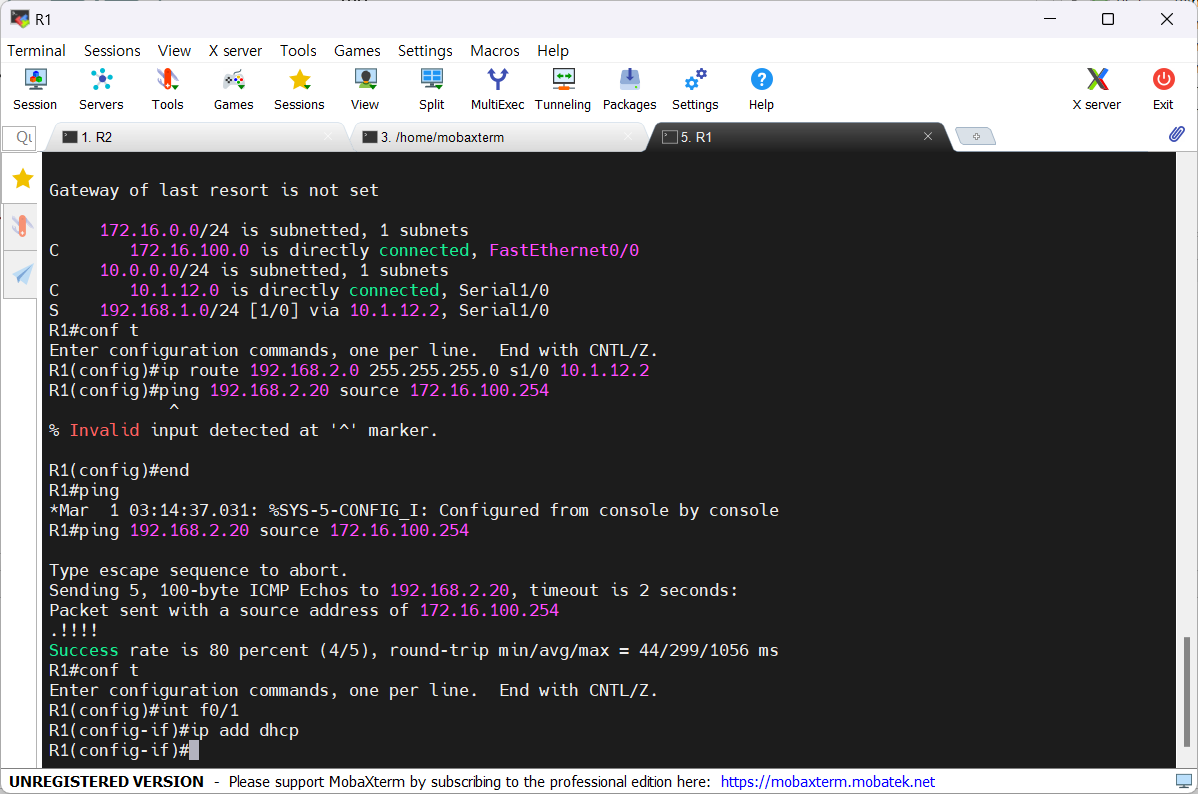 R1
Terminal Sessions View X server Tools Games Settings Macros Help
Session Servers Tools Games Sessions View Split MultiExec Tunneling Packages Settings Help X server Exit
1. R2 3. /home/mobaxterm 5. R1
Gateway of last resort is not set
     172.16.0.0/24 is subnetted, 1 subnets
C       172.16.100.0 is directly connected, FastEthernet0/0
     10.0.0.0/24 is subnetted, 1 subnets
C       10.1.12.0 is directly connected, Serial1/0
S    192.168.1.0/24 [1/0] via 10.1.12.2, Serial1/0
R1#conf t
Enter configuration commands, one per line.  End with CNTL/Z.
R1(config)#ip route 192.168.2.0 255.255.255.0 s1/0 10.1.12.2
R1(config)#ping 192.168.2.20 source 172.16.100.254
            ^
% Invalid input detected at '^' marker.
R1(config)#end
R1#ping
*Mar  1 03:14:37.031: %SYS-5-CONFIG_I: Configured from console by console
R1#ping 192.168.2.20 source 172.16.100.254
Type escape sequence to abort.
Sending 5, 100-byte ICMP Echos to 192.168.2.20, timeout is 2 seconds:
Packet sent with a source address of 172.16.100.254
.!!!!
Success rate is 80 percent (4/5), round-trip min/avg/max = 44/299/1056 ms
R1#conf t
Enter configuration commands, one per line.  End with CNTL/Z.
R1(config)#int f0/1
R1(config-if)#ip add dhcp
R1(config-if)#
UNREGISTERED VERSION - Please support MobaXterm by subscribing to the professional edition here: https://mobaxterm.mobatek.net